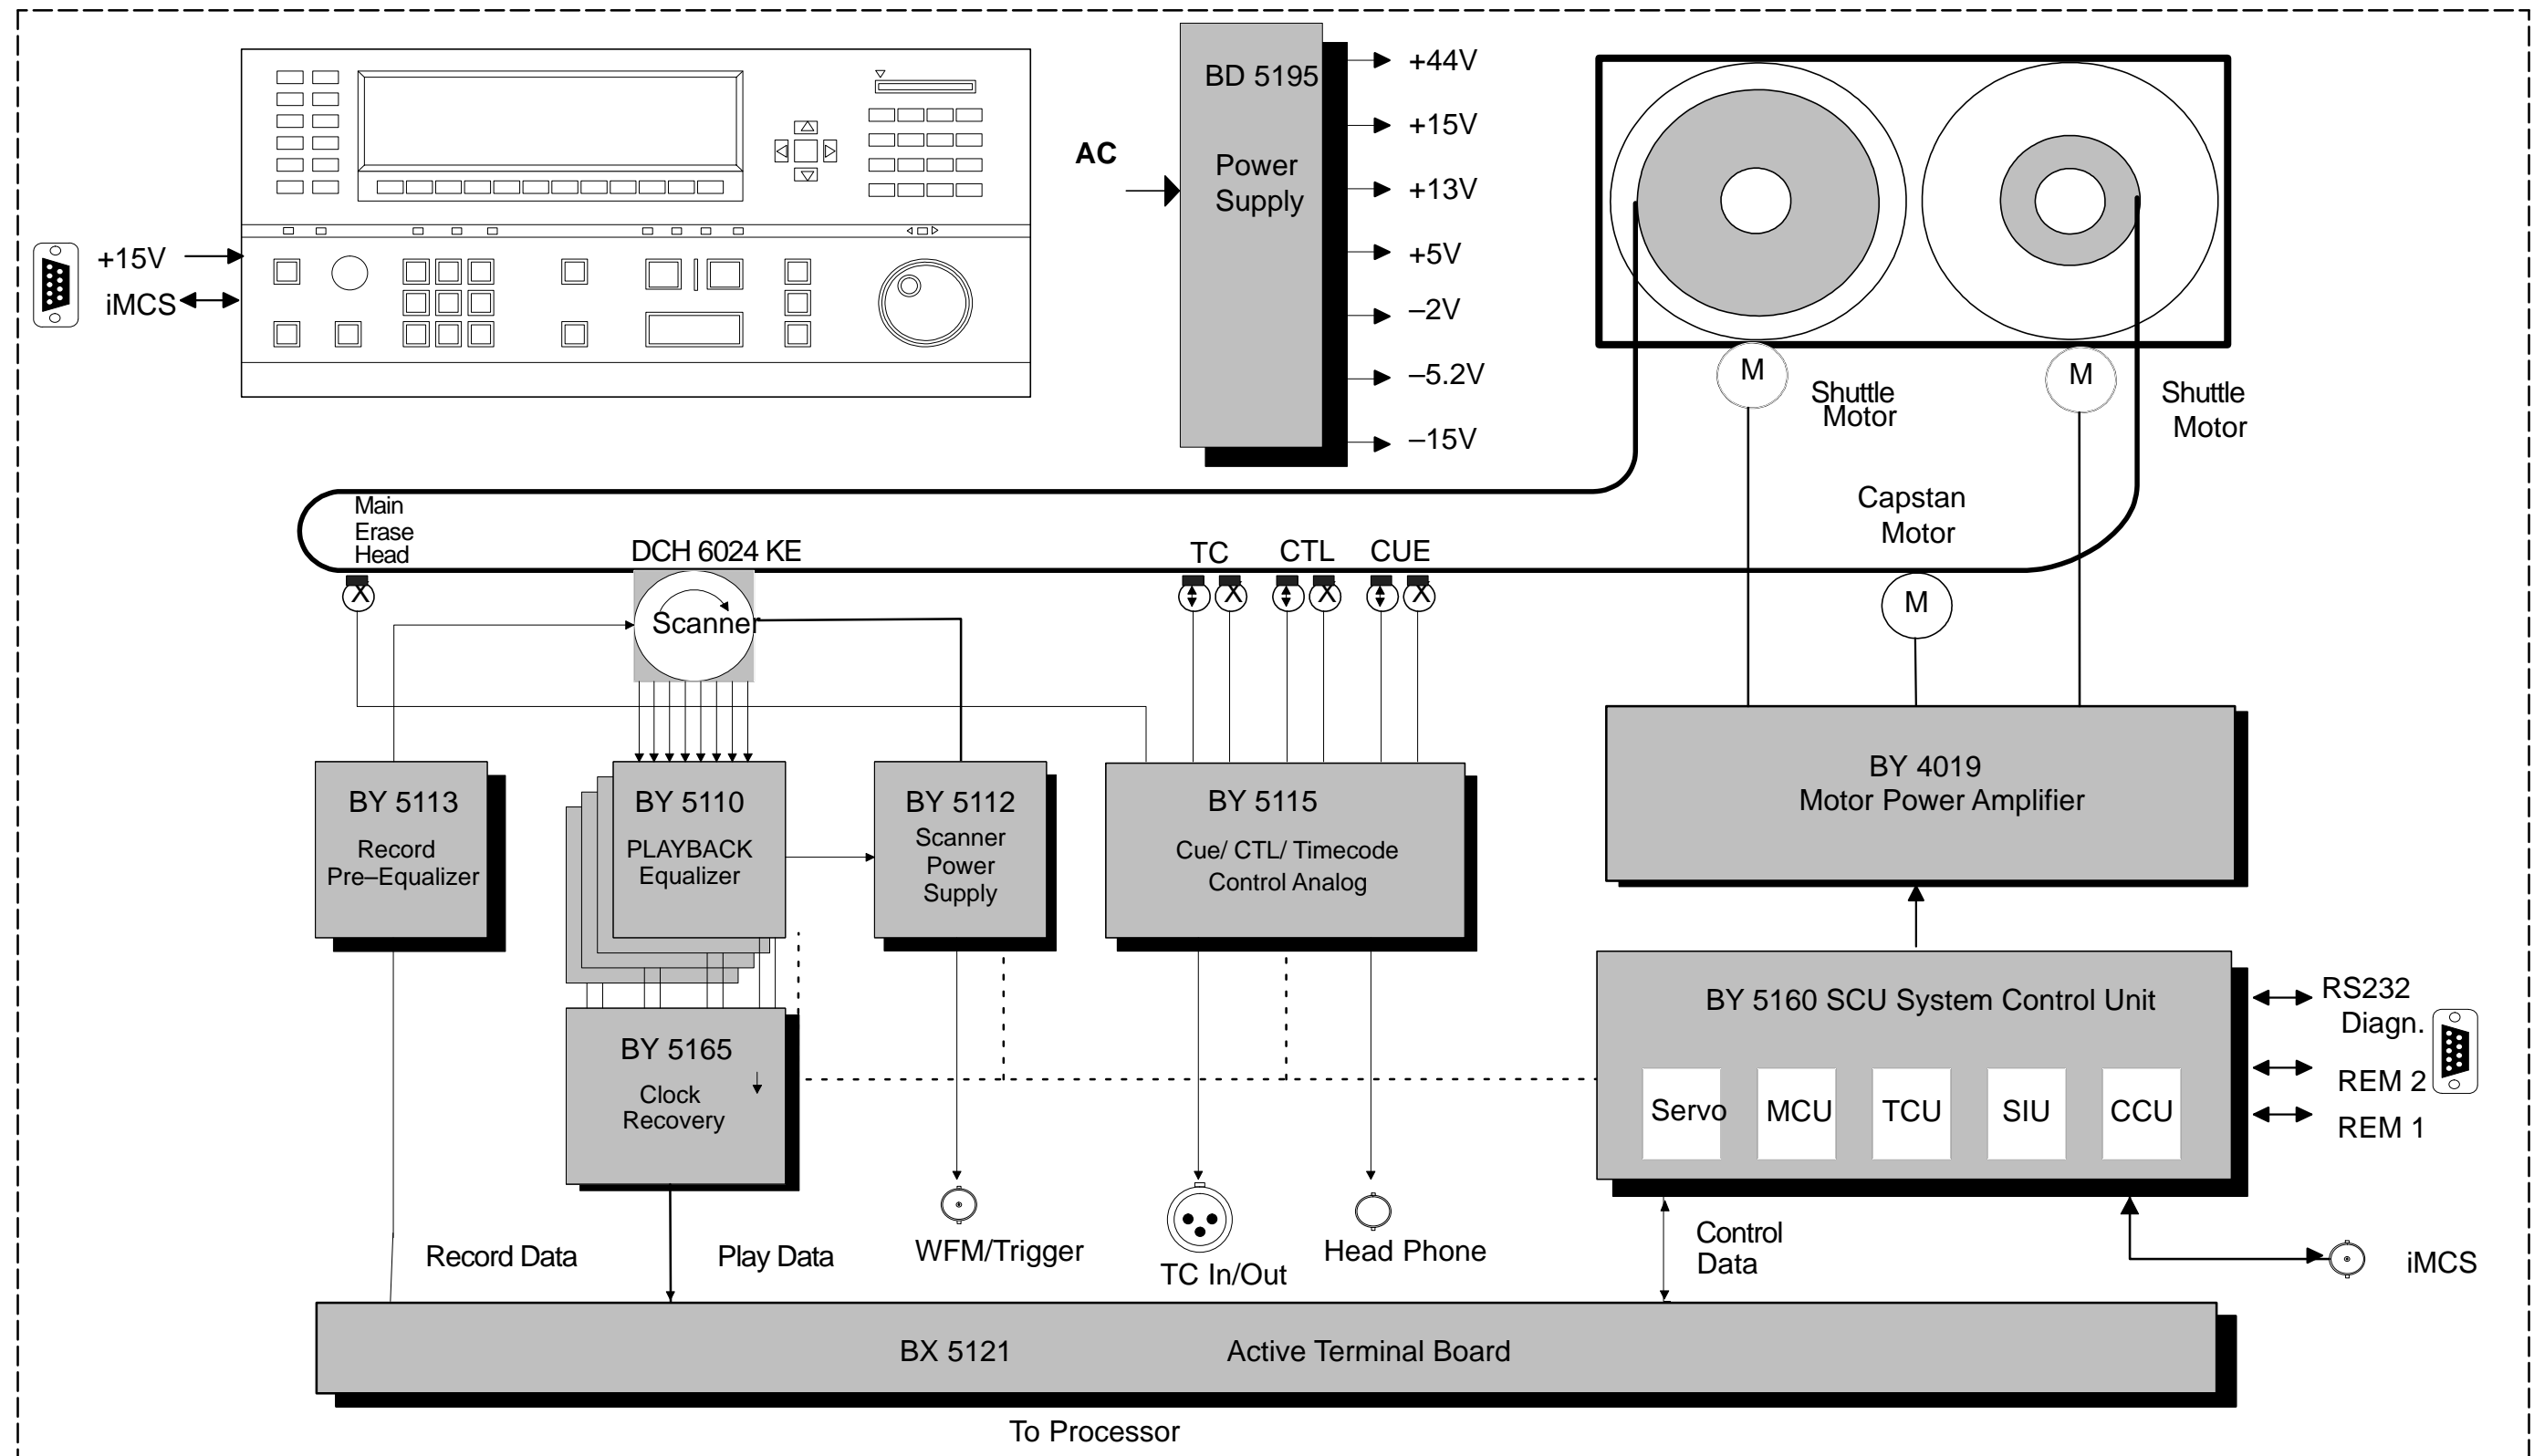 +15V
iMCS
AC
BD 5195
Power
Supply
+44V
+15V
+13V
+5V
–2V
–5.2V
–15V
M
Shuttle
Motor
M
Shuttle
Motor
Main
Erase
Head
DCH 6024 KE
TC
CTL
CUE
Capstan
Motor
X
X
X
X
Scanner
M
BY 5113
Record
Pre–Equalizer
BY 5110
PLAYBACK
Equalizer
BY 5112
Scanner
Power
Supply
BY 5115
Cue/ CTL/ Timecode
Control Analog
BY 4019
Motor Power Amplifier
BY 5165
Clock
Recovery
BY 5160 SCU System Control Unit
Servo
MCU
TCU
SIU
CCU
RS232
Diagn.
REM 2
REM 1
Record Data
Play Data
WFM/Trigger
TC In/Out
Head Phone
Control
Data
iMCS
BX 5121
Active Terminal Board
To Processor